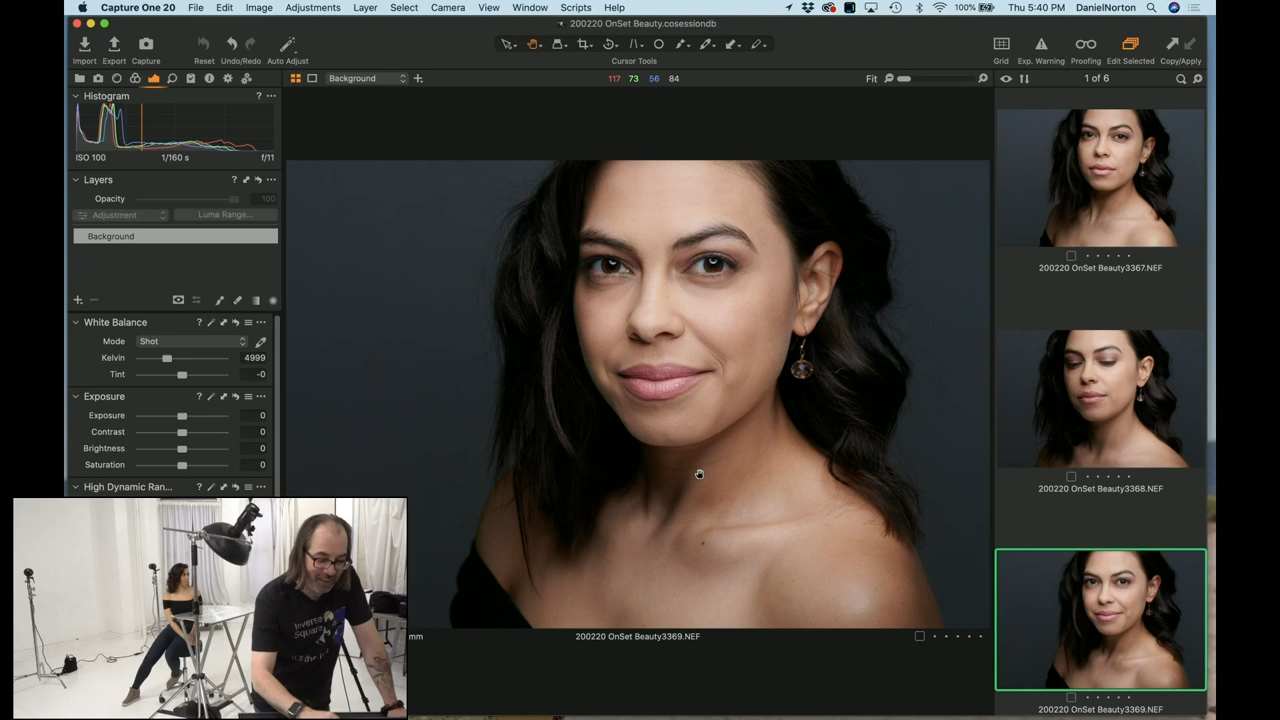 Capture One 20 File Edit Image Adjustments Layer Select Camera View Window Scripts Help 100% Thu 5:40 PM DanielNorton
200220 OnSet Beauty.cosessiondb
Import Export Capture Reset Undo/Redo Auto Adjust Cursor Tools Grid Exp. Warning Proofing Edit Selected Copy/Apply
Background 117 73 56 84 Fit 1 of 6
Histogram
ISO 100 1/160 s f/11
Layers
Opacity 100
Adjustment Luma Range...
Background
White Balance
Mode Shot
Kelvin 4999
Tint -0
Exposure
Exposure 0
Contrast 0
Brightness 0
Saturation 0
High Dynamic Ran...
200220 OnSet Beauty3367.NEF
200220 OnSet Beauty3368.NEF
200220 OnSet Beauty3369.NEF
mm 200220 OnSet Beauty3369.NEF
Inverse
Square